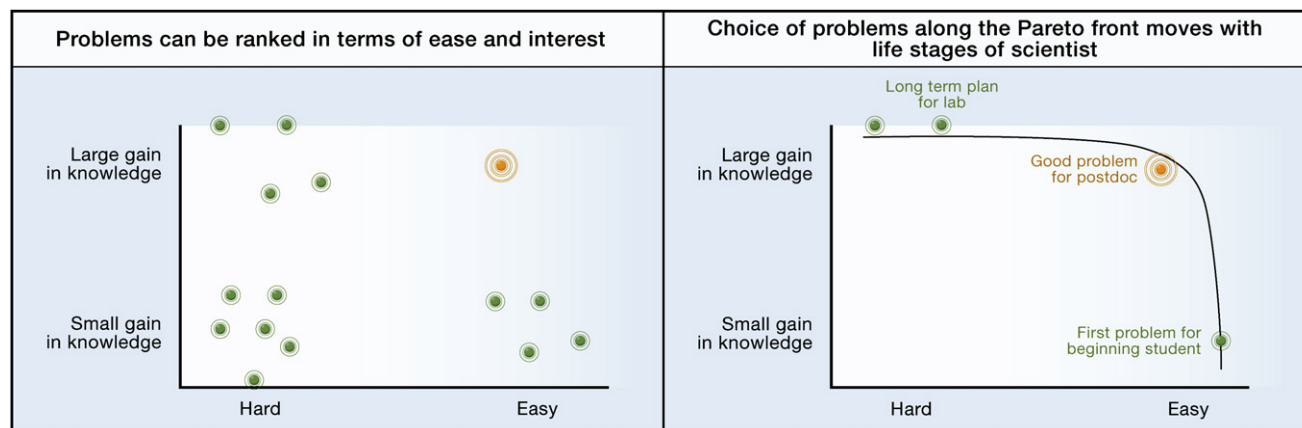 Problems can be ranked in terms of ease and interest
Large gain
in knowledge
Small gain
in knowledge
Hard
Easy
Choice of problems along the Pareto front moves with
life stages of scientist
Long term plan
for lab
Large gain
in knowledge
Good problem
for postdoc
Small gain
in knowledge
First problem for
beginning student
Hard
Easy